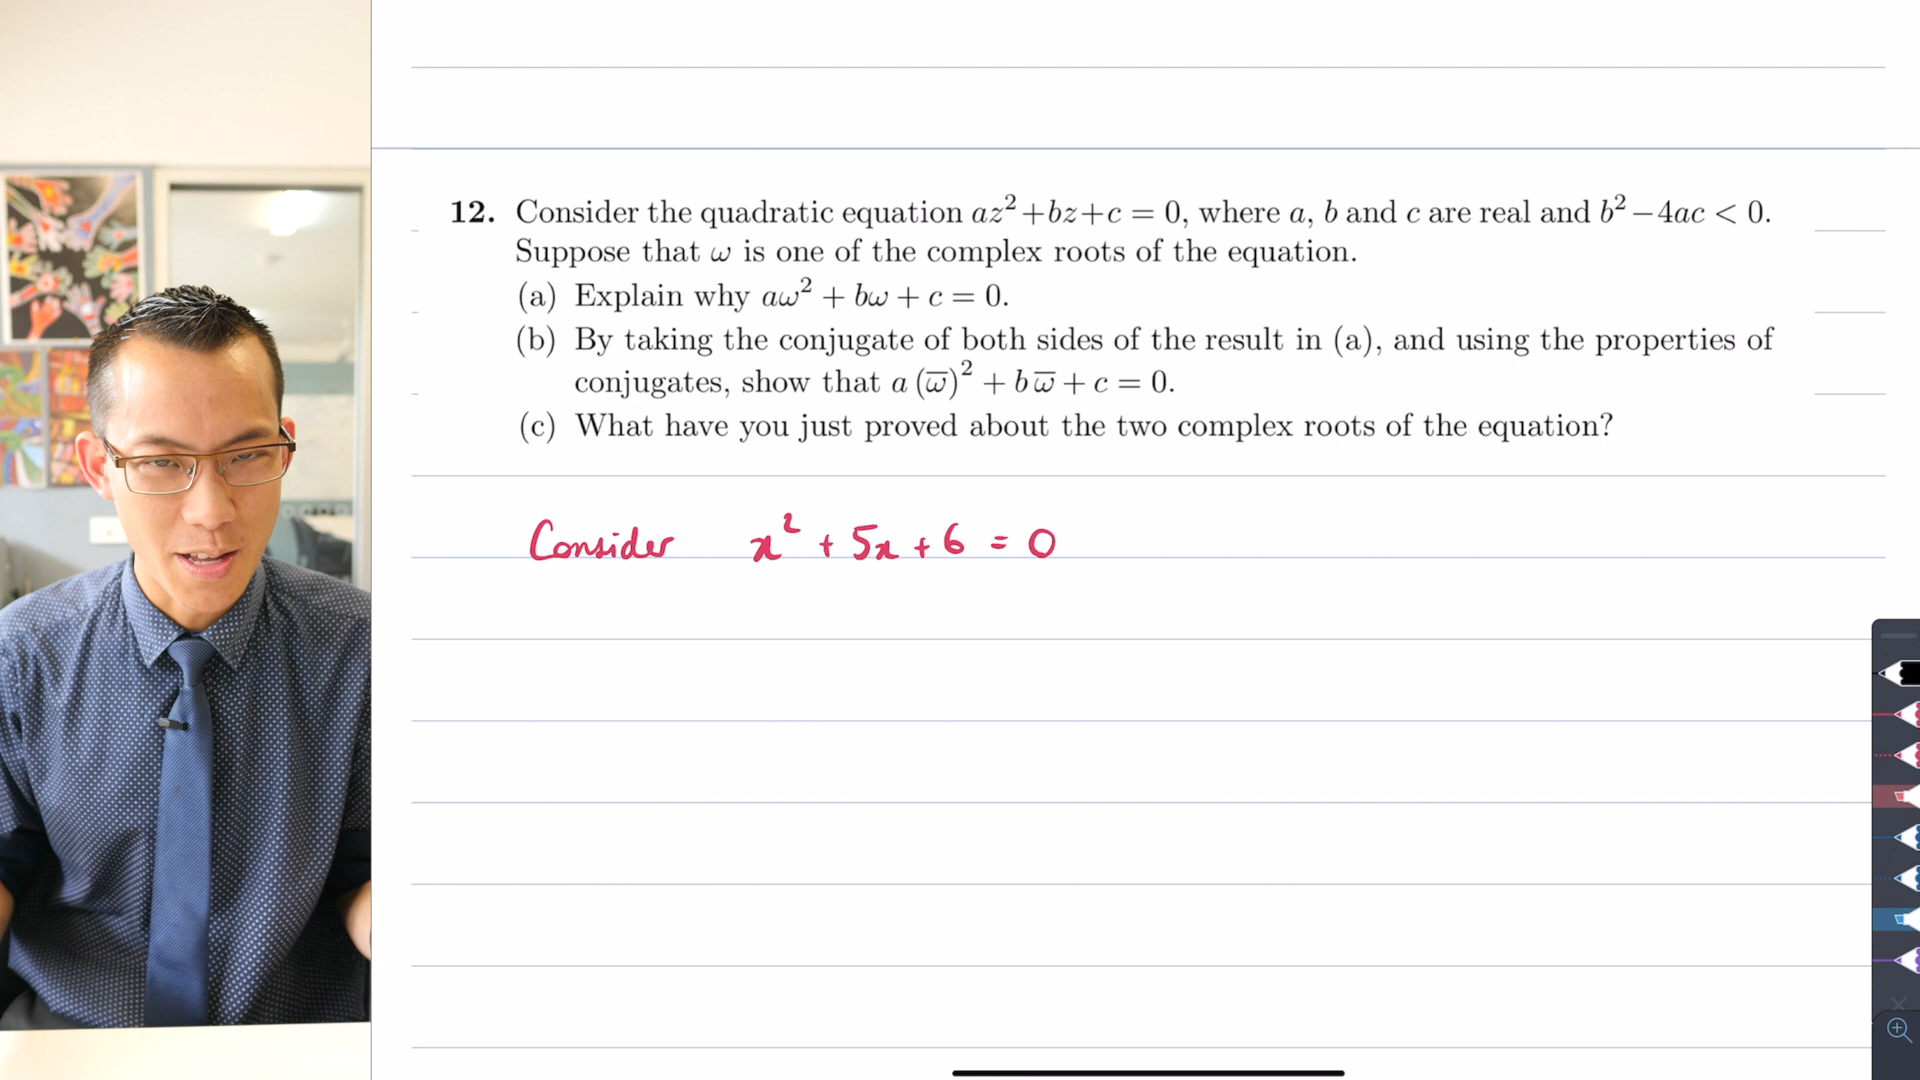 12. Consider the quadratic equation az²+bz+c = 0, where a, b and c are real and b²−4ac < 0.
Suppose that ω is one of the complex roots of the equation.
(a) Explain why aω² + bω + c = 0.
(b) By taking the conjugate of both sides of the result in (a), and using the properties of
conjugates, show that a (ω̅)² + b ω̅ + c = 0.
(c) What have you just proved about the two complex roots of the equation?
Consider x² + 5x + 6 = 0